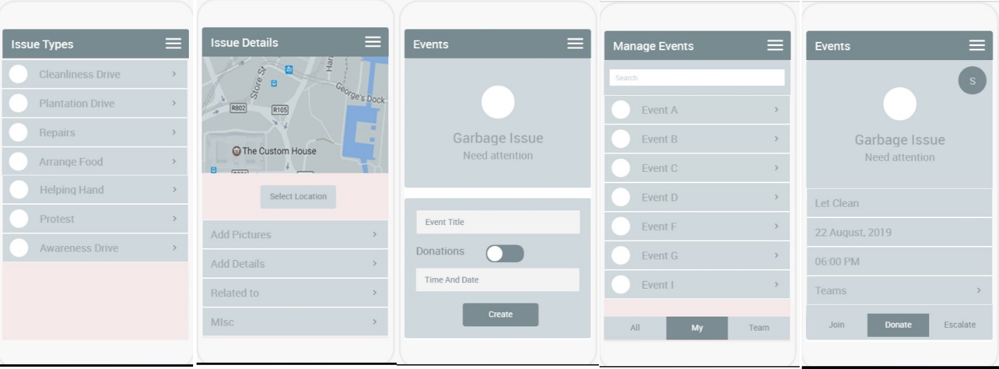 Issue Types
Cleanliness Drive
Plantation Drive
Repairs
Arrange Food
Helping Hand
Protest
Awareness Drive
Issue Details
Store St
George's Dock
R802
R105
The Custom House
Select Location
Add Pictures
Add Details
Related to
MIsc
Events
Garbage Issue
Need attention
Event Title
Donations
Time And Date
Create
Manage Events
Search
Event A
Event B
Event C
Event D
Event F
Event G
Event I
All My Team
Events
S
Garbage Issue
Need attention
Let Clean
22 August, 2019
06:00 PM
Teams
Join Donate Escalate